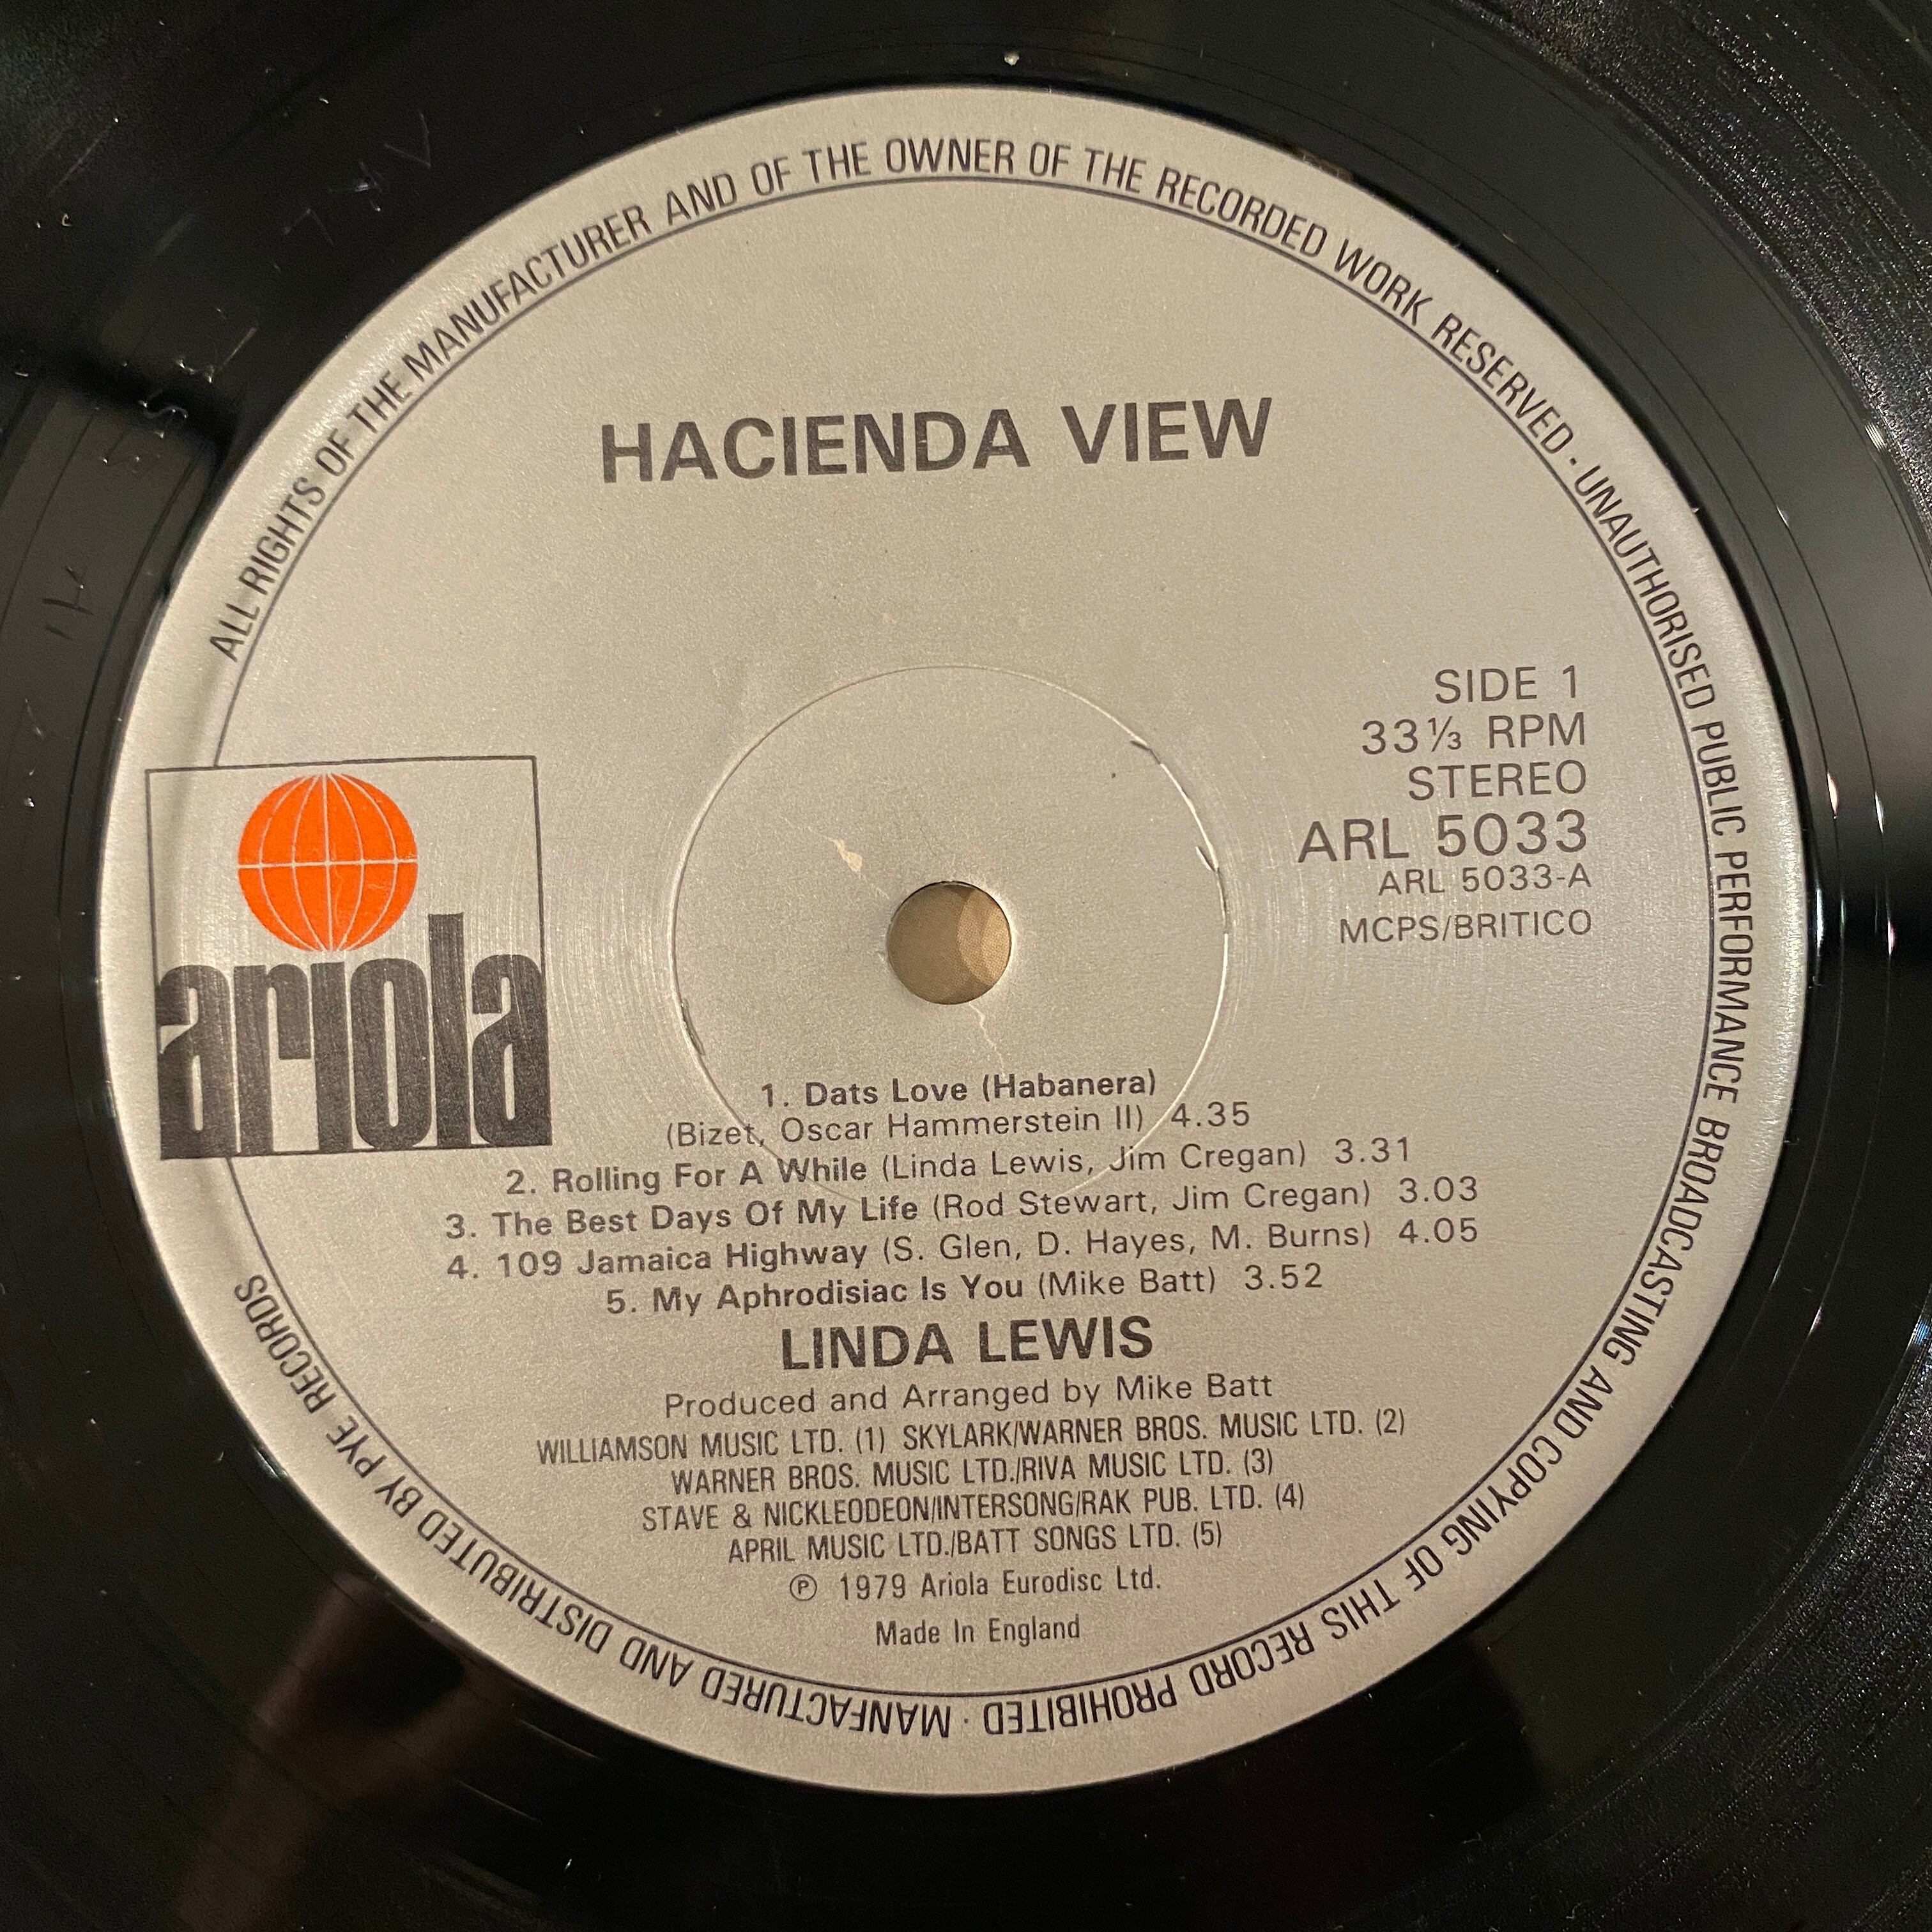 ALL RIGHTS OF THE MANUFACTURER AND OF THE OWNER OF THE RECORDED WORK RESERVED · UNAUTHORISED PUBLIC PERFORMANCE BROADCASTING AND COPYING OF THIS RECORD PROHIBITED · MANFACTURED AND DISTRIBUTED BY PYE RECORDS
HACIENDA VIEW
SIDE 1
33⅓ RPM
STEREO
ARL 5033
ARL 5033-A
MCPS/BRITICO
ariola
1. Dats Love (Habanera)
(Bizet, Oscar Hammerstein II) 4.35
2. Rolling For A While (Linda Lewis, Jim Cregan) 3.31
3. The Best Days Of My Life (Rod Stewart, Jim Cregan) 3.03
4. 109 Jamaica Highway (S. Glen, D. Hayes, M. Burns) 4.05
5. My Aphrodisiac Is You (Mike Batt) 3.52
LINDA LEWIS
Produced and Arranged by Mike Batt
WILLIAMSON MUSIC LTD. (1) SKYLARK/WARNER BROS. MUSIC LTD. (2)
WARNER BROS. MUSIC LTD./RIVA MUSIC LTD. (3)
STAVE & NICKLEODEON/INTERSONG/RAK PUB. LTD. (4)
APRIL MUSIC LTD./BATT SONGS LTD. (5)
℗ 1979 Ariola Eurodisc Ltd.
Made In England